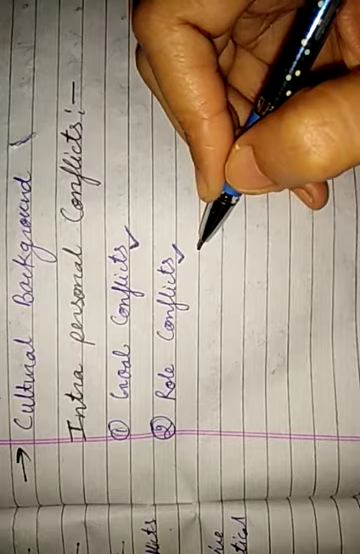 → Cultural Background
Intra personal Conflicts:-
① Goal Conflicts ✓
② Role Conflicts ✓